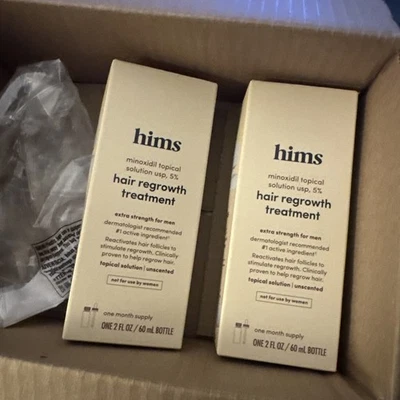 hims
minoxidil topical
solution usp, 5%
hair regrowth
treatment
extra strength for men
dermatologist recommended
#1 active ingredient†
Reactivates hair follicles to
stimulate regrowth. Clinically
proven to help regrow hair.
topical solution | unscented
not for use by women
one month supply
ONE 2 FL OZ / 60 mL BOTTLE
hims
minoxidil topical
solution usp, 5%
hair regrowth
treatment
extra strength for men
dermatologist recommended
#1 active ingredient†
Reactivates hair follicles to
stimulate regrowth. Clinically
proven to help regrow hair.
topical solution | unscented
not for use by women
one month supply
ONE 2 FL OZ / 60 mL BOTTLE